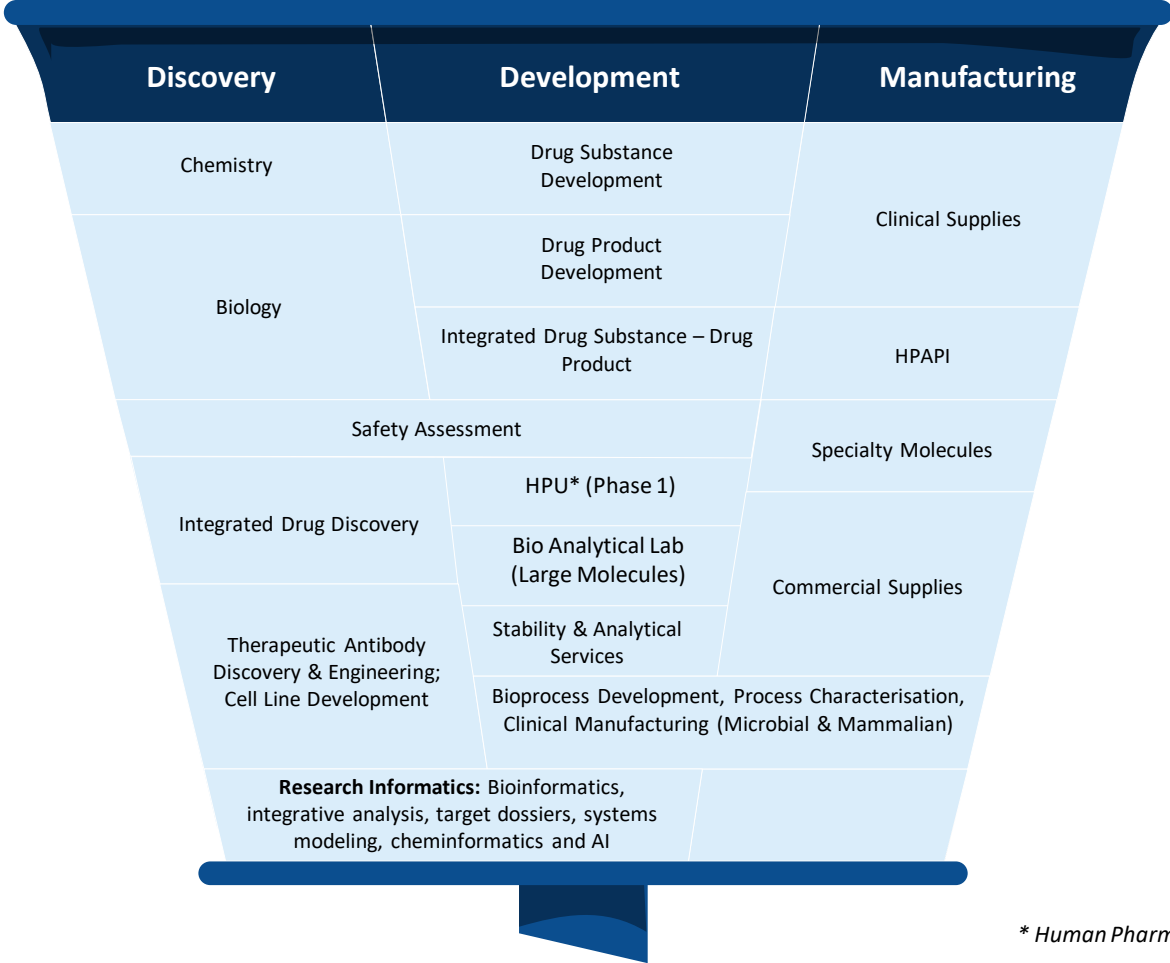 Discovery
Development
Manufacturing
Chemistry
Drug Substance
Development
Clinical Supplies
Biology
Drug Product
Development
Integrated Drug Substance – Drug
Product
HPAPI
Safety Assessment
Specialty Molecules
Integrated Drug Discovery
HPU* (Phase 1)
Bio Analytical Lab
(Large Molecules)
Commercial Supplies
Stability & Analytical
Services
Therapeutic Antibody
Discovery & Engineering;
Cell Line Development
Bioprocess Development, Process Characterisation,
Clinical Manufacturing (Microbial & Mammalian)
Research Informatics: Bioinformatics,
integrative analysis, target dossiers, systems
modeling, cheminformatics and AI
* Human Pharm